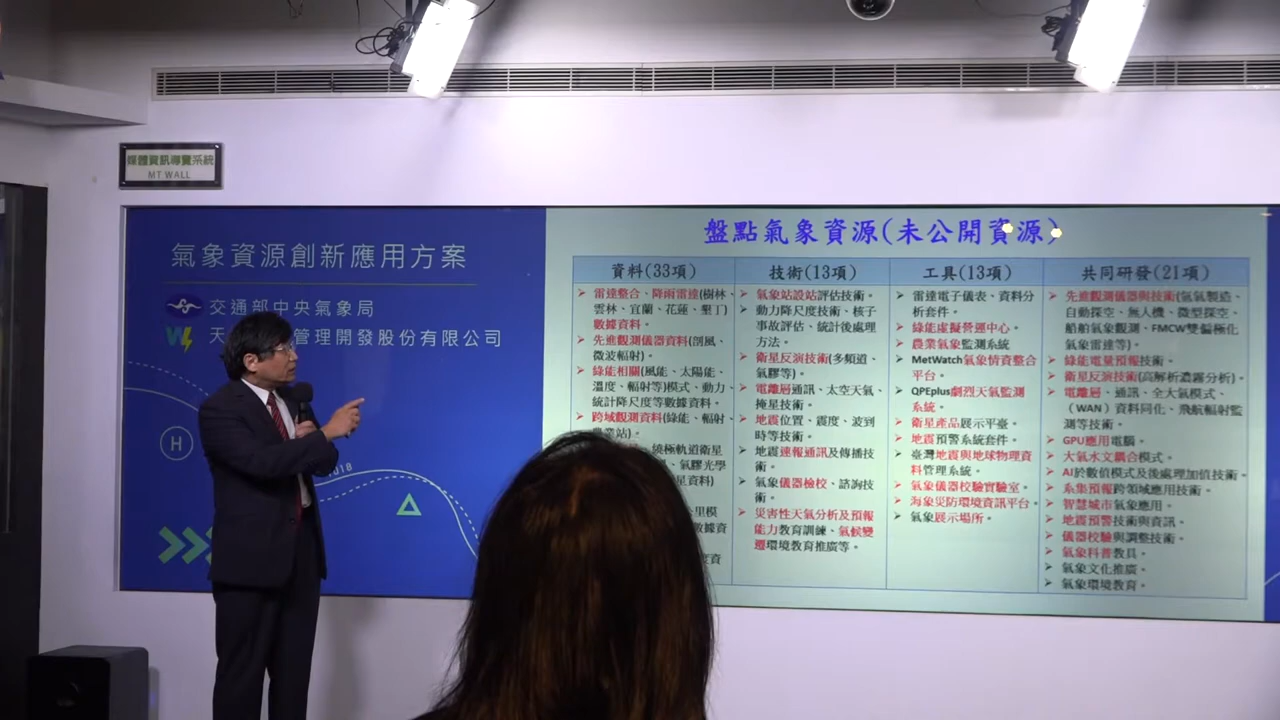 媒體資訊導覽系統
MT WALL
氣象資源創新應用方案
交通部中央氣象局
天
管理開發股份有限公司
H
2018
盤點氣象資源(未公開資源)
資料(33項)
雷達整合、降雨雷達(樹林、
雲林、宜蘭、花蓮、墾丁)
數據資料。
先進觀測儀器資料(剖風、
微波輻射)。
綠能相關(風能、太陽能、
溫度、輻射等)模式、動力、
統計降尺度等數據資料。
跨域觀測資料(綠能、輻射、
農業站)。
繞極軌道衛星
、氣膠光學
星資料)
里模
數據資
度資
技術(13項)
氣象站設站評估技術。
動力降尺度技術、核子
事故評估、統計後處理
方法。
衛星反演技術(多頻道、
氣膠等)。
電離層通訊、太空天氣、
掩星技術。
地震位置、震度、波到
時等技術。
地震速報通訊及傳播技
術。
氣象儀器檢校、諮詢技
術。
災害性天氣分析及預報
能力教育訓練、氣候變
遷環境教育推廣等。
工具(13項)
雷達電子儀表、資料分
析套件。
綠能虛擬營運中心。
農業氣象監測系統
MetWatch氣象情資整合
平台。
QPEplus劇烈天氣監測
系統。
衛星產品展示平臺。
地震預警系統套件。
臺灣地震與地球物理資
料管理系統。
氣象儀器校驗實驗室。
海象災防環境資訊平台。
氣象展示場所。
共同研發(21項)
先進觀測儀器與技術(氫氣製造、
自動探空、無人機、微型探空、
船舶氣象觀測、FMCW雙偏極化
氣象雷達等)。
綠能電量預報技術。
衛星反演技術(高解析濃霧分析)。
電離層、通訊、全大氣模式、
（WAN）資料同化、飛航輻射監
測等技術。
GPU應用電腦。
大氣水文耦合模式。
AI於數值模式及後處理加值技術。
系集預報跨領域應用技術。
智慧城市氣象應用。
地震預警技術與資訊。
儀器校驗與調整技術。
氣象科普教具。
氣象文化推廣。
氣象環境教育。